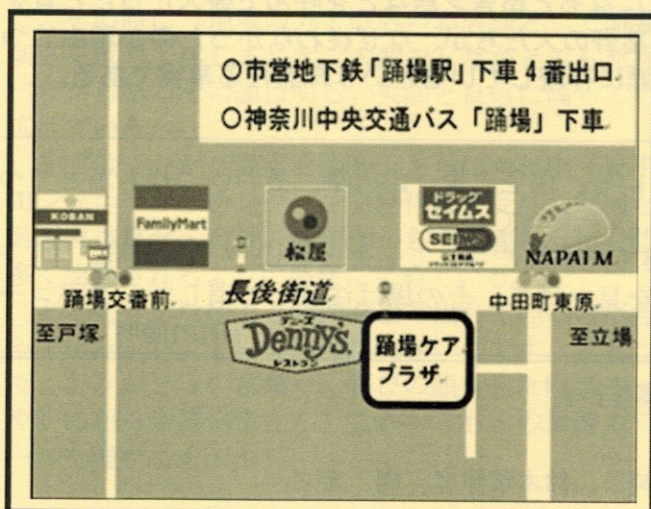 〇市営地下鉄「踊場駅」下車4番出口
〇神奈川中央交通バス「踊場」下車
KOBAN
FamilyMart
松屋
ドラッグ
セイムス
SEIMS
NAPALM
踊場交番前
長後街道
中田町東原
至戸塚
デニーズ
Denny's
レストラン
踊場ケア
プラザ
至立場